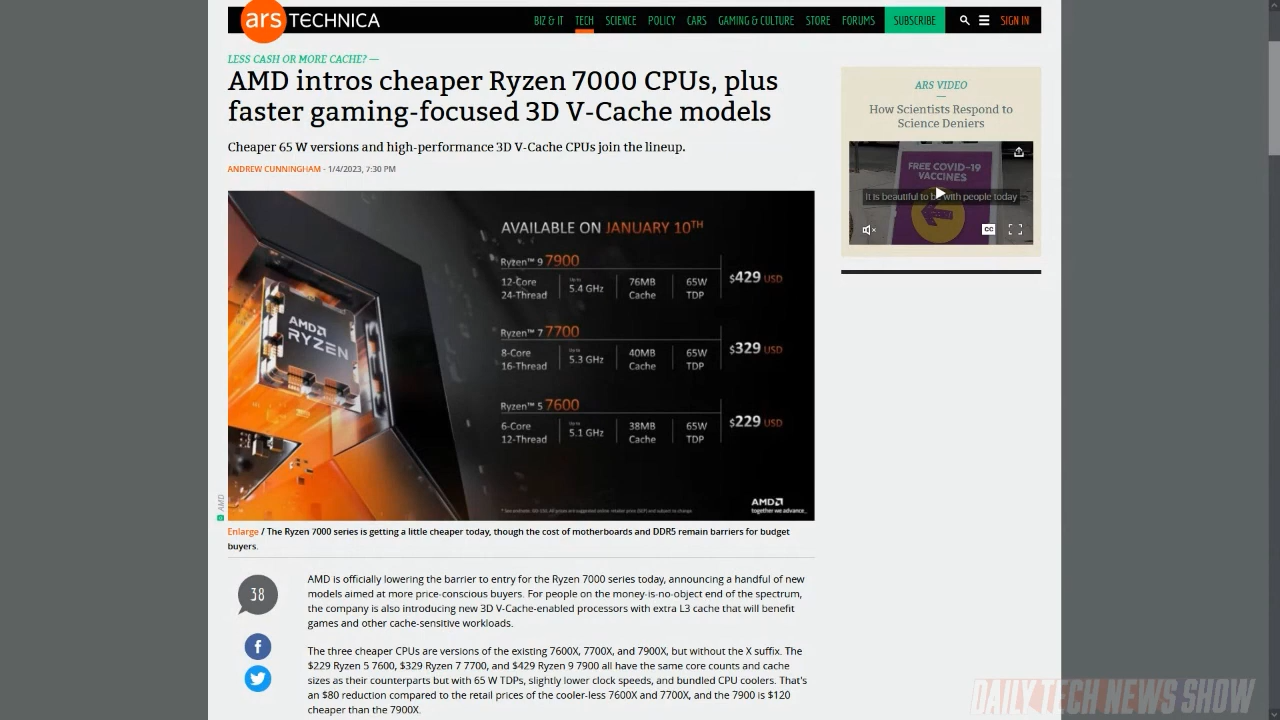 ars TECHNICA
BIZ & IT TECH SCIENCE POLICY CARS GAMING & CULTURE STORE FORUMS SUBSCRIBE SIGN IN
LESS CASH OR MORE CACHE? —
AMD intros cheaper Ryzen 7000 CPUs, plus
faster gaming-focused 3D V-Cache models
Cheaper 65 W versions and high-performance 3D V-Cache CPUs join the lineup.
ANDREW CUNNINGHAM - 1/4/2023, 7:30 PM
AVAILABLE ON JANUARY 10TH
Ryzen™ 9 7900
12-Core
24-Thread
Up to
5.4 GHz
76MB
Cache
65W
TDP
$429 USD
Ryzen™ 7 7700
8-Core
16-Thread
Up to
5.3 GHz
40MB
Cache
65W
TDP
$329 USD
Ryzen™ 5 7600
6-Core
12-Thread
Up to
5.1 GHz
38MB
Cache
65W
TDP
$229 USD
AMD
RYZEN
AMD
together we advance_
AMD
Enlarge / The Ryzen 7000 series is getting a little cheaper today, though the cost of motherboards and DDR5 remain barriers for budget
buyers.
38
AMD is officially lowering the barrier to entry for the Ryzen 7000 series today, announcing a handful of new
models aimed at more price-conscious buyers. For people on the money-is-no-object end of the spectrum,
the company is also introducing new 3D V-Cache-enabled processors with extra L3 cache that will benefit
games and other cache-sensitive workloads.
The three cheaper CPUs are versions of the existing 7600X, 7700X, and 7900X, but without the X suffix. The
$229 Ryzen 5 7600, $329 Ryzen 7 7700, and $429 Ryzen 9 7900 all have the same core counts and cache
sizes as their counterparts but with 65 W TDPs, slightly lower clock speeds, and bundled CPU coolers. That's
an $80 reduction compared to the retail prices of the cooler-less 7600X and 7700X, and the 7900 is $120
cheaper than the 7900X.
ARS VIDEO
How Scientists Respond to
Science Deniers
FREE COVID-19
VACCINES
It is beautiful to be with people today
CC
DAILY TECH NEWS SHOW